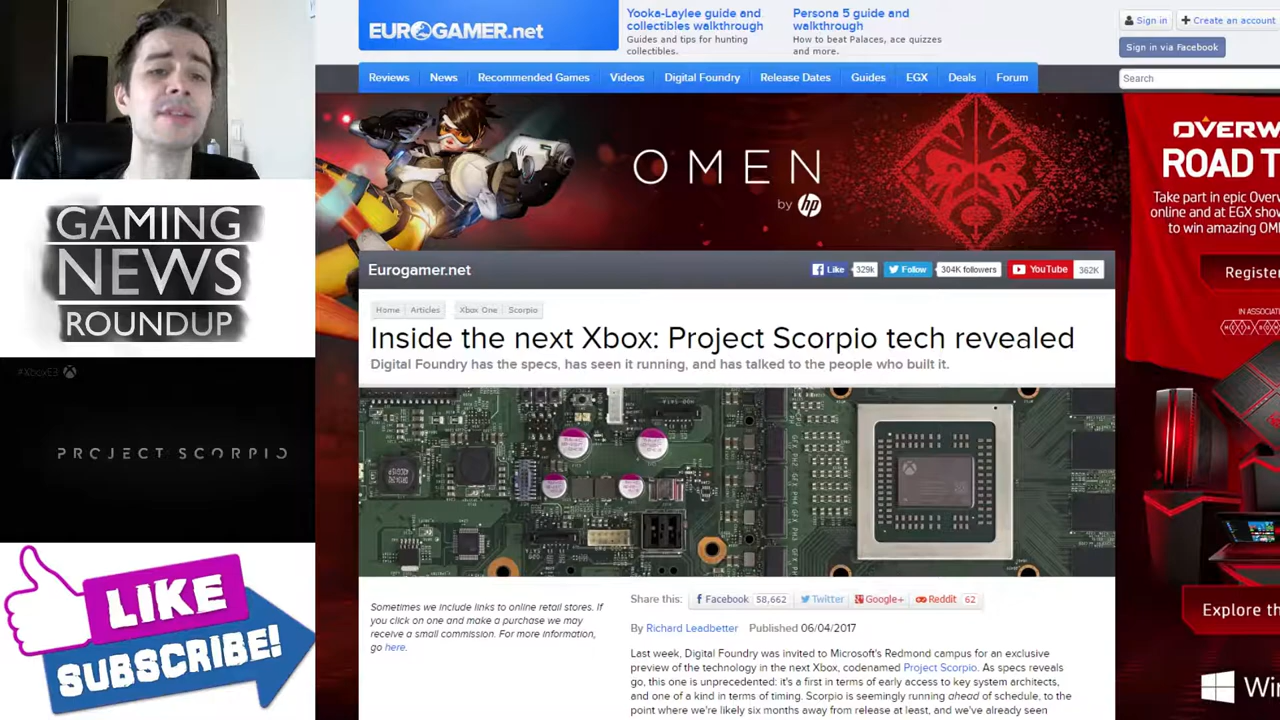 EUROGAMER.net
Yooka-Laylee guide and
collectibles walkthrough
Guides and tips for hunting
collectibles.
Persona 5 guide and
walkthrough
How to beat Palaces, ace quizzes
and more.
Sign in
Create an account
Sign in via Facebook
Reviews
News
Recommended Games
Videos
Digital Foundry
Release Dates
Guides
EGX
Deals
Forum
Search
OMEN
by hp
OVERW
ROAD T
Take part in epic Over
online and at EGX sho
to win amazing OM
Register
IN ASSOCIA
Explore th
Win
GAMING
NEWS
ROUNDUP
#XboxE3
PROJECT SCORPIO
LIKE
SUBSCRIBE!
Eurogamer.net
Like
329k
Follow
304K followers
YouTube
362K
Home
Articles
Xbox One
Scorpio
Inside the next Xbox: Project Scorpio tech revealed
Digital Foundry has the specs, has seen it running, and has talked to the people who built it.
Sometimes we include links to online retail stores. If
you click on one and make a purchase we may
receive a small commission. For more information,
go here.
Share this:
Facebook
58,662
Twitter
Google+
Reddit
62
By Richard Leadbetter
Published 06/04/2017
Last week, Digital Foundry was invited to Microsoft's Redmond campus for an exclusive
preview of the technology in the next Xbox, codenamed Project Scorpio. As specs reveals
go, this one is unprecedented: it's a first in terms of early access to key system architects,
and one of a kind in terms of timing. Scorpio is seemingly running ahead of schedule, to the
point where we're likely six months away from release at least, and we've already seen